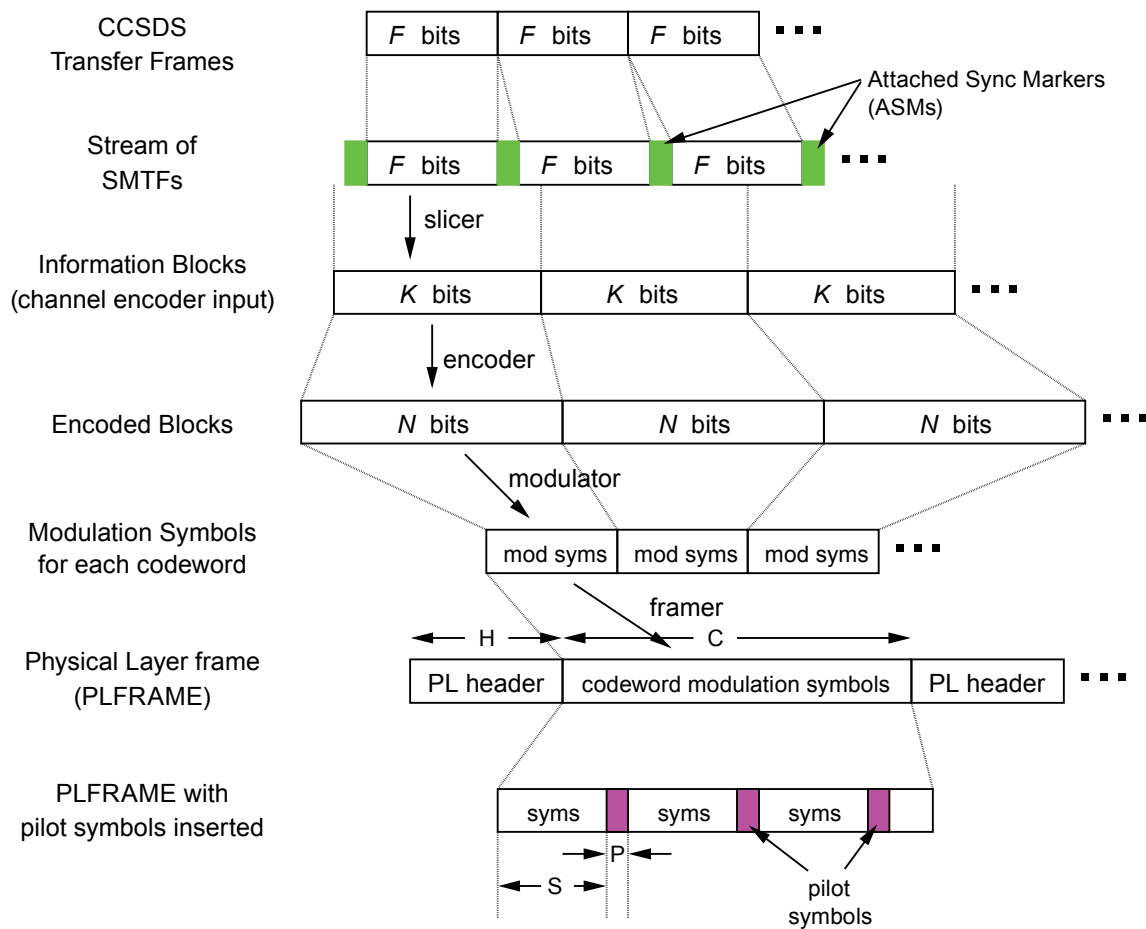 CCSDS
Transfer Frames
F bits
F bits
F bits
Attached Sync Markers
(ASMs)
Stream of
SMTFs
F bits
F bits
F bits
slicer
Information Blocks
(channel encoder input)
K bits
K bits
K bits
encoder
Encoded Blocks
N bits
N bits
N bits
modulator
Modulation Symbols
for each codeword
mod syms
mod syms
mod syms
framer
H
C
Physical Layer frame
(PLFRAME)
PL header
codeword modulation symbols
PL header
PLFRAME with
pilot symbols inserted
syms
syms
syms
P
S
pilot
symbols